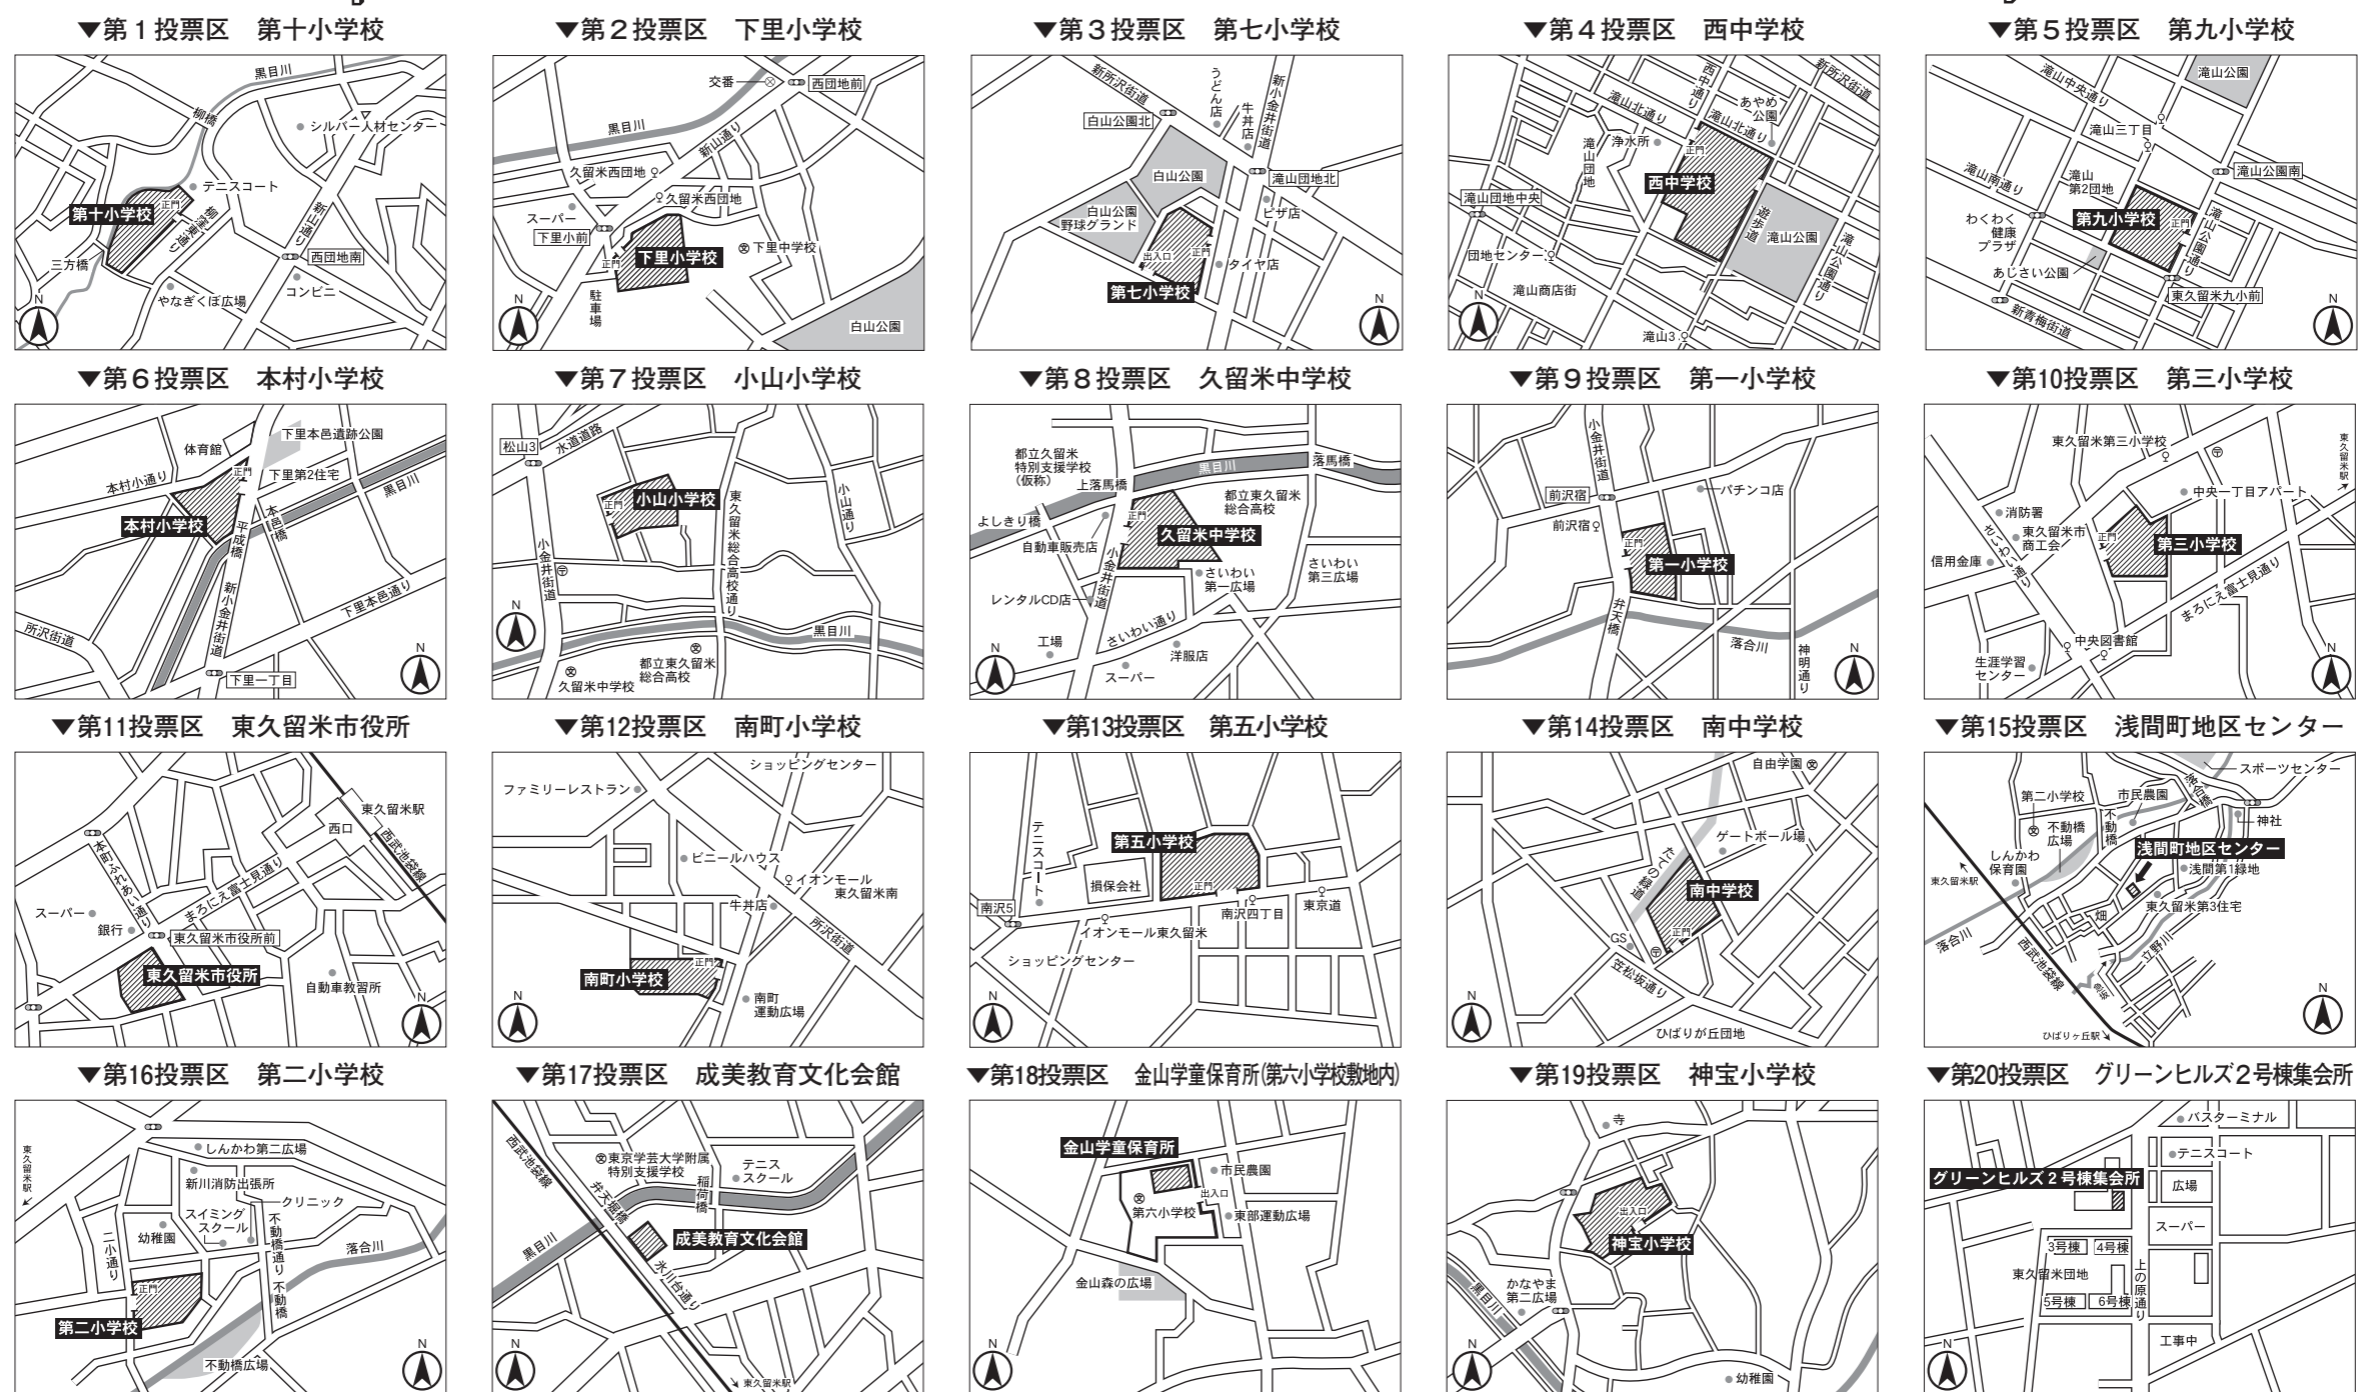 ▼第1投票区　第十小学校
黒目川
柳橋
シルバー人材センター
テニスコート
正門
第十小学校
柳窪東通り
新山通り
三方橋
西団地南
コンビニ
やなぎくぼ広場
N
▼第2投票区　下里小学校
交番
西団地前
黒目川
新山通り
久留米西団地
久留米西団地
スーパー
下里小前
下里中学校
下里小学校
正門
駐車場
白山公園
N
▼第3投票区　第七小学校
新所沢街道
うどん店
牛丼店
新小金井街道
白山公園北
白山公園
滝山団地北
白山公園
野球グランド
ピザ店
出入口
正門
タイヤ店
第七小学校
N
▼第4投票区　西中学校
西中通り
新所沢街道
滝山北通り
あやめ
公園
滝山北通り
滝山団地
浄水所
正門
西中学校
滝山団地中央
遊歩道
滝山公園
滝山公園通り
団地センター
滝山商店街
滝山3
N
▼第5投票区　第九小学校
滝山公園
滝山中央通り
滝山三丁目
滝山公園南
滝山南通り
滝山
第2団地
わくわく
健康
プラザ
第九小学校
正門
滝山公園通り
あじさい公園
東久留米九小前
新青梅街道
N
▼第6投票区　本村小学校
下里本邑遺跡公園
体育館
正門
下里第2住宅
本村小通り
黒目川
本村小学校
平成橋
本邑橋
新小金井街道
下里本邑通り
所沢街道
下里一丁目
N
▼第7投票区　小山小学校
松山3
水道道路
正門
小山小学校
東久留米総合高校通り
小山通り
小金井街道
黒目川
都立東久留米
総合高校
久留米中学校
N
▼第8投票区　久留米中学校
都立久留米
特別支援学校
（仮称）
上落馬橋
黒目川
落馬橋
都立東久留米
総合高校
よしきり橋
正門
久留米中学校
自動車販売店
小金井街道
さいわい
第一広場
さいわい
第三広場
レンタルCD店
さいわい通り
工場
洋服店
スーパー
N
▼第9投票区　第一小学校
小金井街道
前沢宿
パチンコ店
前沢宿
正門
第一小学校
弁天橋
落合川
神明通り
N
▼第10投票区　第三小学校
東久留米第三小学校
東久留米駅
中央一丁目アパート
消防署
さいわい通り
東久留米市
商工会
正門
第三小学校
信用金庫
まろにえ富士見通り
中央図書館
生涯学習
センター
N
▼第11投票区　東久留米市役所
東久留米駅
西口
西武池袋線
本町ふれあい通り
まろにえ富士見通り
スーパー
銀行
東久留米市役所前
東久留米市役所
自動車教習所
N
▼第12投票区　南町小学校
ショッピングセンター
ファミリーレストラン
ビニールハウス
イオンモール
東久留米南
牛丼店
所沢街道
正門
南町小学校
南町
運動広場
N
▼第13投票区　第五小学校
テニスコート
第五小学校
損保会社
正門
南沢5
南沢四丁目
東京道
イオンモール東久留米
ショッピングセンター
N
▼第14投票区　南中学校
自由学園
ゲートボール場
たての緑道
南中学校
正門
GS
笠松坂通り
ひばりが丘団地
N
▼第15投票区　浅間町地区センター
スポーツセンター
落合橋
第二小学校
市民農園
不動橋
広場
不動橋
神社
しんかわ
保育園
浅間町地区センター
浅間第1緑地
東久留米駅
畑
東久留米第3住宅
落合川
西武池袋線
立野川
ひばりヶ丘駅
N
▼第16投票区　第二小学校
東久留米駅
しんかわ第二広場
新川消防出張所
クリニック
スイミング
スクール
幼稚園
二小通り
不動橋通り
落合川
正門
不動橋
第二小学校
不動橋広場
N
▼第17投票区　成美教育文化会館
西武池袋線
東京学芸大学附属
特別支援学校
テニス
スクール
弁天堀橋
稲荷橋
成美教育文化会館
黒目川
氷川台通り
東久留米駅
N
▼第18投票区　金山学童保育所(第六小学校敷地内)
金山学童保育所
市民農園
出入口
第六小学校
東部運動広場
金山森の広場
N
▼第19投票区　神宝小学校
寺
出入口
神宝小学校
黒目川
かなやま
第二広場
幼稚園
N
▼第20投票区　グリーンヒルズ2号棟集会所
バスターミナル
テニスコート
グリーンヒルズ2号棟集会所
広場
スーパー
3号棟
4号棟
東久留米団地
上の原通り
5号棟
6号棟
工事中
N